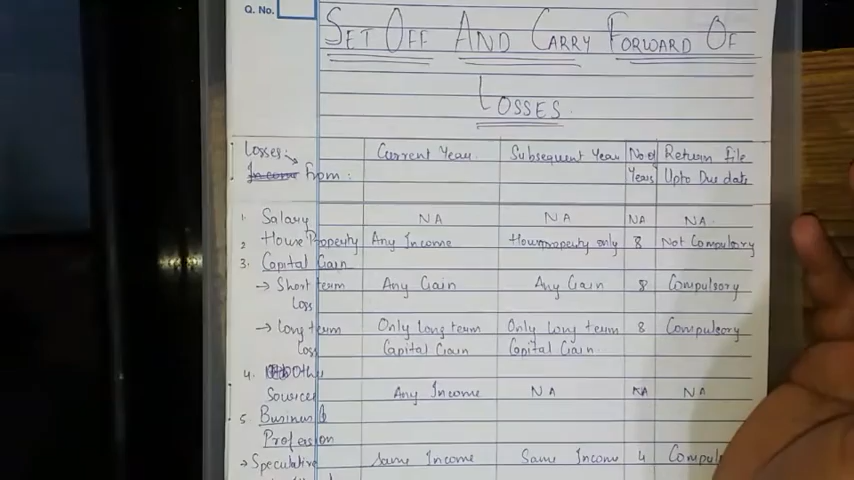 Q. No.
SET OFF AND CARRY FORWARD OF
LOSSES
Losses: Current Year Subsequent Year No of Return file
from: Years Upto Due date
1. Salary NA NA NA NA
2 House Property Any Income House property only 8 Not Compulsory
3. Capital Gain
→ Short term Any Gain Any Gain 8 Compulsory
Loss
→ Long term Only long term Only long term 8 Compulsory
Loss Capital Gain Capital Gain
4. Other
Sources Any Income NA NA NA
5 Business &
Profession
→ Speculative Same Income Same Income 4